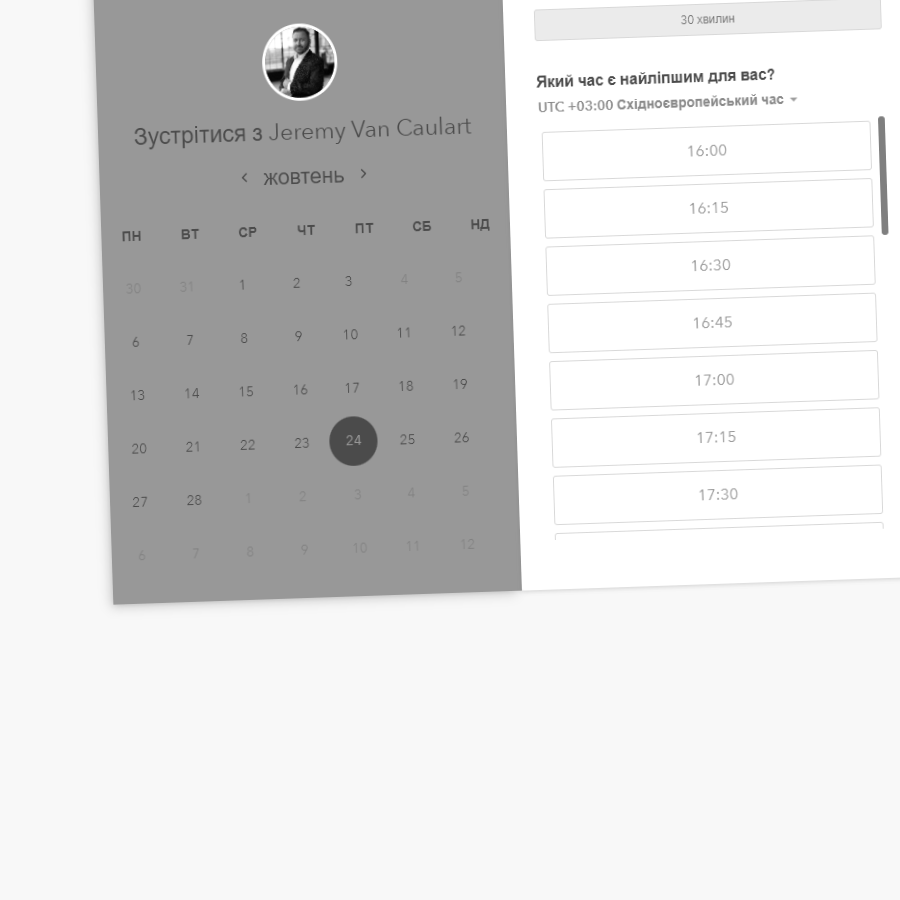 Зустрітися з Jeremy Van Caulart
жовтень
ПН ВТ СР ЧТ ПТ СБ НД
30 31 1 2 3 4 5
6 7 8 9 10 11 12
13 14 15 16 17 18 19
20 21 22 23 24 25 26
27 28 1 2 3 4 5
6 7 8 9 10 11 12
30 хвилин
Який час є найліпшим для вас?
UTC +03:00 Східноєвропейський час
16:00
16:15
16:30
16:45
17:00
17:15
17:30